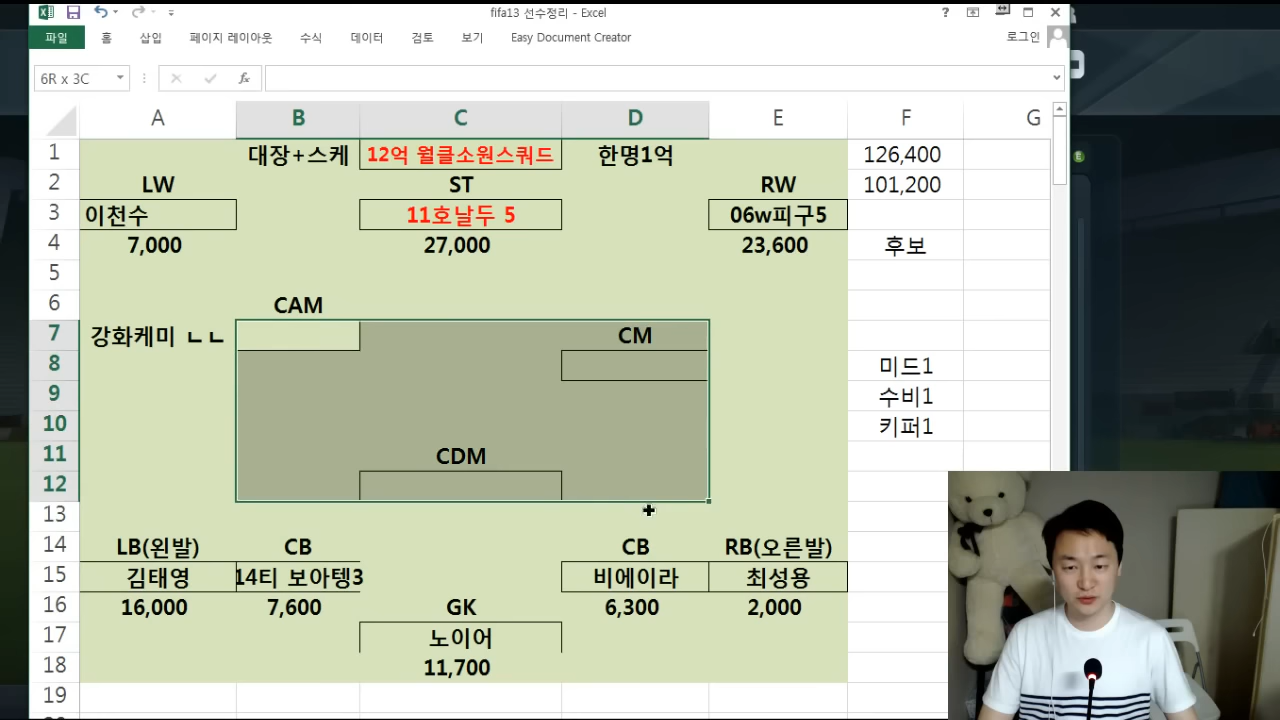 fifa13 선수정리 - Excel
?
파일 홈 삽입 페이지 레이아웃 수식 데이터 검토 보기 Easy Document Creator 로그인
6R x 3C fx
A B C D E F G
1 대장+스케 12억 월클소원스쿼드 한명1억 126,400
2 LW ST RW 101,200
3 이천수 11호날두 5 06w피구5
4 7,000 27,000 23,600 후보
5
6 CAM
7 강화케미 ㄴㄴ CM
8 미드1
9 수비1
10 키퍼1
11 CDM
12
13
14 LB(왼발) CB CB RB(오른발)
15 김태영 14티 보아텡3 비에이라 최성용
16 16,000 7,600 GK 6,300 2,000
17 노이어
18 11,700
19